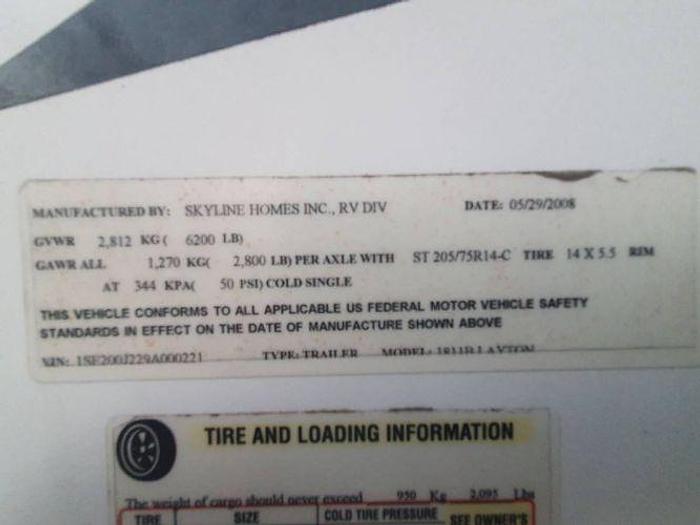 MANUFACTURED BY: SKYLINE HOMES INC., RV DIV DATE: 05/29/2008
GVWR 2,812 KG( 6200 LB)
GAWR ALL 1,270 KG( 2,800 LB) PER AXLE WITH ST 205/75R14-C TIRE 14 X 5.5 RIM
AT 344 KPA( 50 PSI) COLD SINGLE
THIS VEHICLE CONFORMS TO ALL APPLICABLE US FEDERAL MOTOR VEHICLE SAFETY
STANDARDS IN EFFECT ON THE DATE OF MANUFACTURE SHOWN ABOVE
VIN: 1SE200J229A000221 TYPE: TRAILER MODEL: LAYTON
TIRE AND LOADING INFORMATION
The weight of cargo should never exceed 950 Kg 2,095 Lbs
TIRE SIZE COLD TIRE PRESSURE SEE OWNER'S